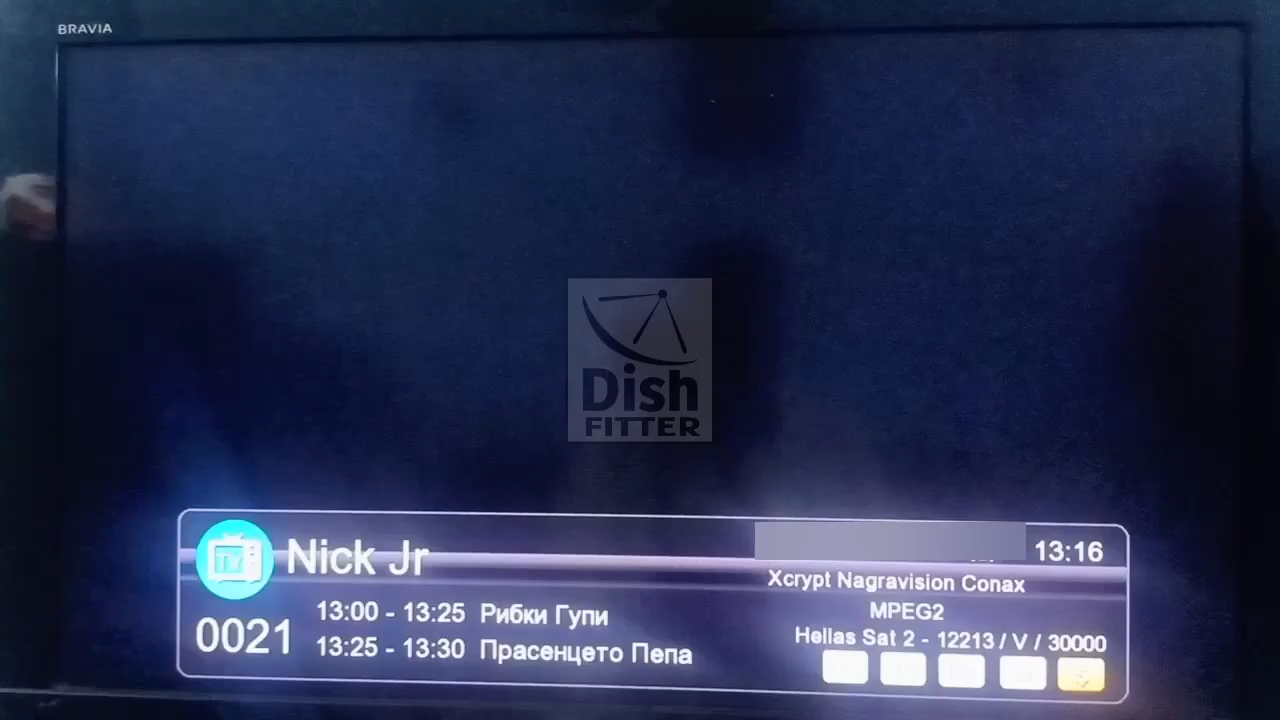 BRAVIA
Dish
FITTER
TV
Nick Jr
13:16
Xcrypt Nagravision Conax
0021
13:00 - 13:25 Рибки Гупи
MPEG2
13:25 - 13:30 Прасенцето Пепа
Hellas Sat 2 - 12213 / V / 30000